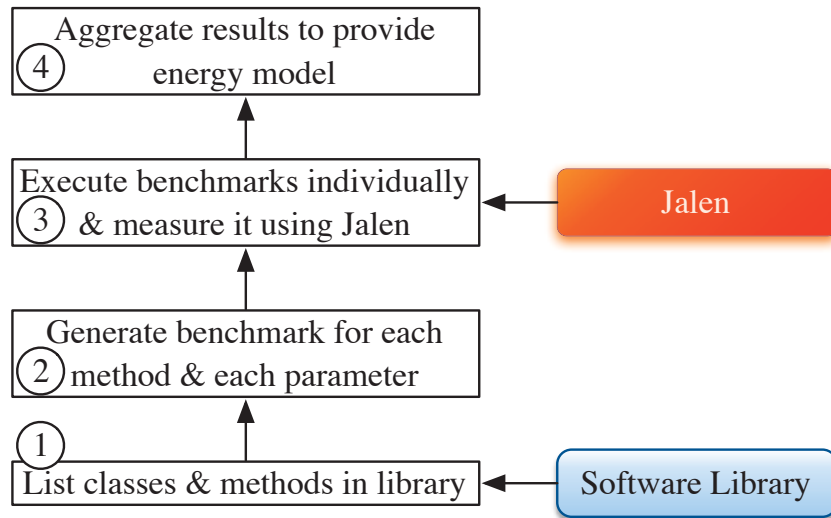 Aggregate results to provide
4 energy model
Execute benchmarks individually
3 & measure it using Jalen
Jalen
Generate benchmark for each
2 method & each parameter
1
List classes & methods in library
Software Library